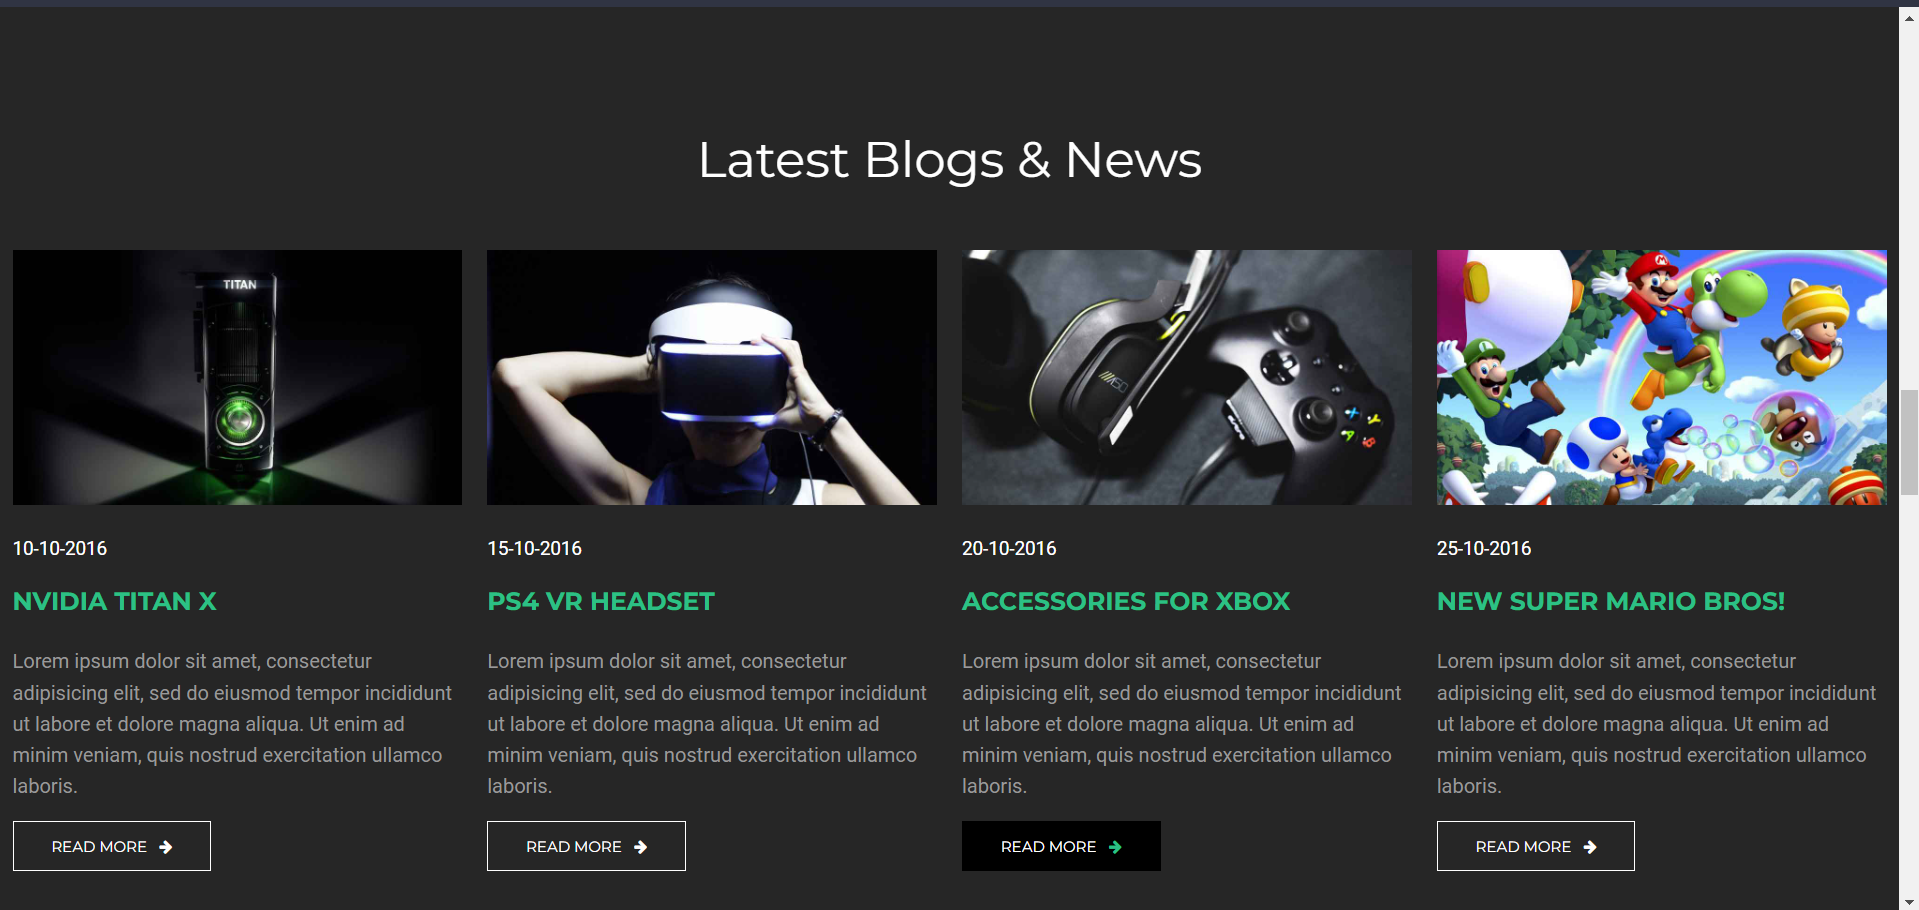 Latest Blogs & News
TITAN
A50
X
Y
A
B
M
10-10-2016
NVIDIA TITAN X
Lorem ipsum dolor sit amet, consectetur
adipisicing elit, sed do eiusmod tempor incididunt
ut labore et dolore magna aliqua. Ut enim ad
minim veniam, quis nostrud exercitation ullamco
laboris.
READ MORE
15-10-2016
PS4 VR HEADSET
Lorem ipsum dolor sit amet, consectetur
adipisicing elit, sed do eiusmod tempor incididunt
ut labore et dolore magna aliqua. Ut enim ad
minim veniam, quis nostrud exercitation ullamco
laboris.
READ MORE
20-10-2016
ACCESSORIES FOR XBOX
Lorem ipsum dolor sit amet, consectetur
adipisicing elit, sed do eiusmod tempor incididunt
ut labore et dolore magna aliqua. Ut enim ad
minim veniam, quis nostrud exercitation ullamco
laboris.
READ MORE
25-10-2016
NEW SUPER MARIO BROS!
Lorem ipsum dolor sit amet, consectetur
adipisicing elit, sed do eiusmod tempor incididunt
ut labore et dolore magna aliqua. Ut enim ad
minim veniam, quis nostrud exercitation ullamco
laboris.
READ MORE